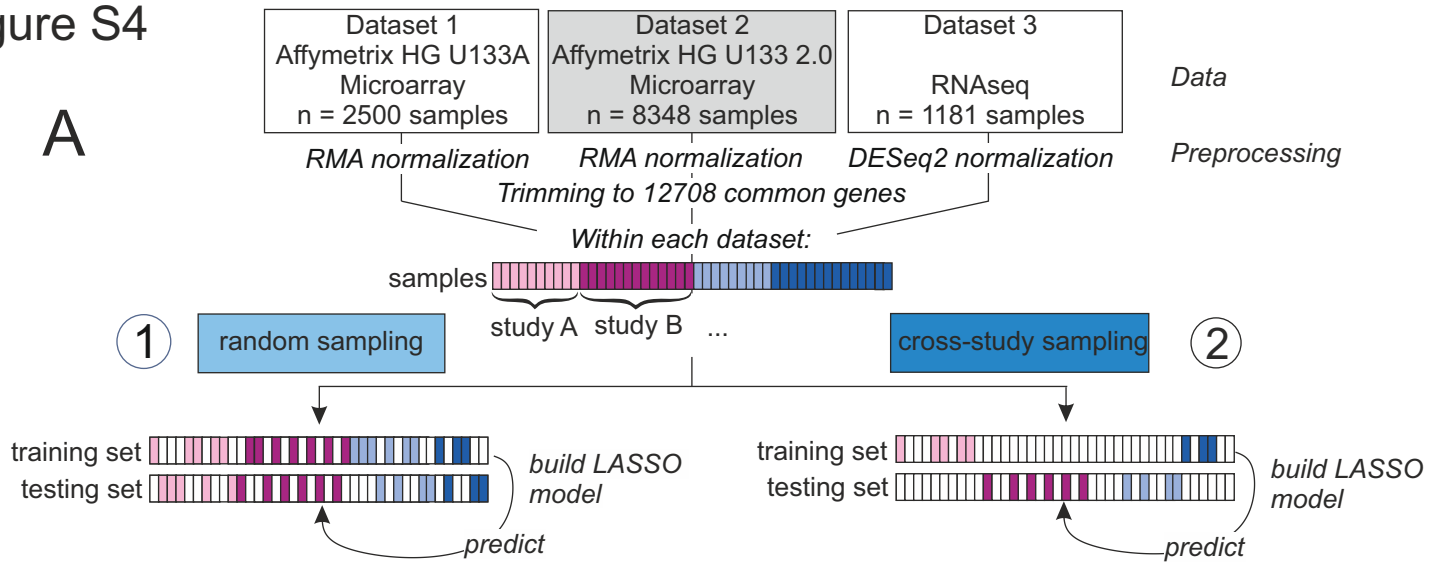 gure S4
A
Dataset 1
Affymetrix HG U133A
Microarray
n = 2500 samples
Dataset 2
Affymetrix HG U133 2.0
Microarray
n = 8348 samples
Dataset 3
RNAseq
n = 1181 samples
Data
RMA normalization
RMA normalization
DESeq2 normalization
Preprocessing
Trimming to 12708 common genes
Within each dataset:
samples
study A
study B
...
1
random sampling
cross-study sampling
2
training set
testing set
build LASSO
model
predict
training set
testing set
build LASSO
model
predict